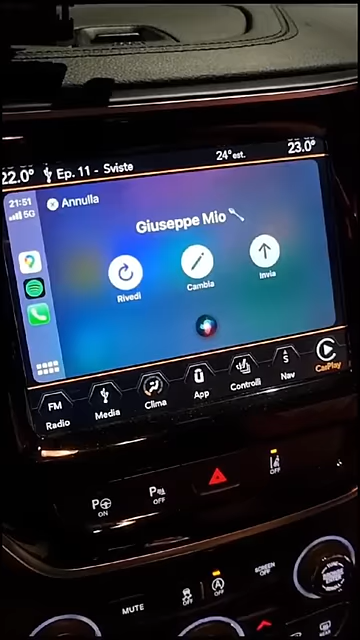 22.0° Ep. 11 - Sviste 24°est. 23.0°
21:51
5G
Annulla
Giuseppe Mio
Rivedi Cambia Invia
FM
Radio Media Clima App Controlli Nav CarPlay
S
P ON
P OFF
OFF
MUTE
OFF
A OFF
SCREEN OFF